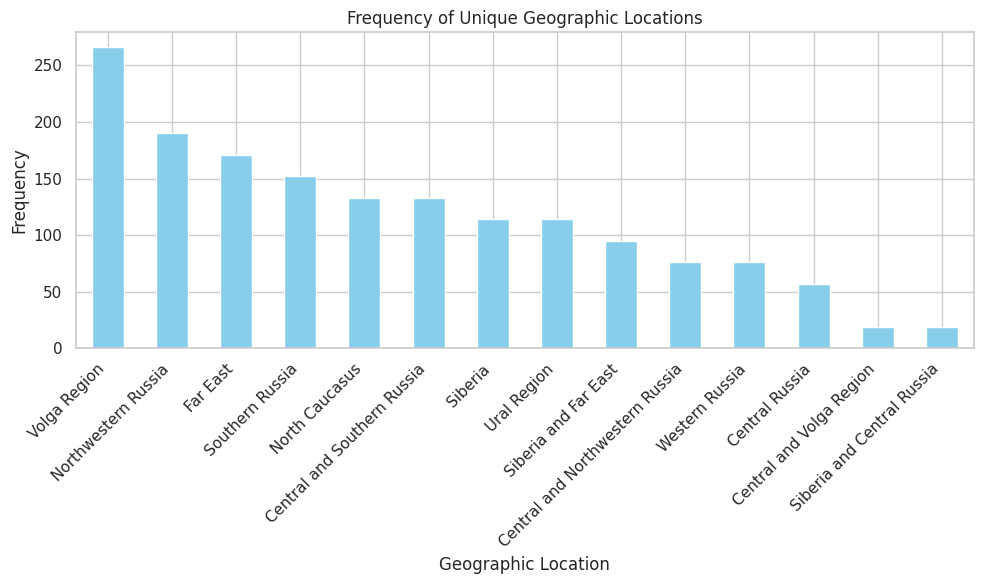 Frequency of Unique Geographic Locations
Frequency
250
200
150
100
50
0
Volga Region
Northwestern Russia
Far East
Southern Russia
North Caucasus
Central and Southern Russia
Siberia
Ural Region
Siberia and Far East
Central and Northwestern Russia
Western Russia
Central Russia
Central and Volga Region
Siberia and Central Russia
Geographic Location